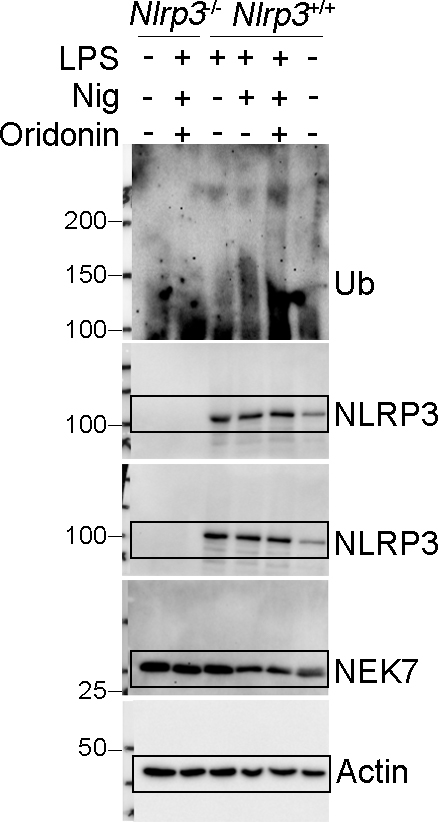 Nlrp3-/- Nlrp3+/+
LPS - + + + + -
Nig - + - + + -
Oridonin - + - - + -
200
150
100
Ub
100
NLRP3
100
NLRP3
NEK7
25
50
Actin